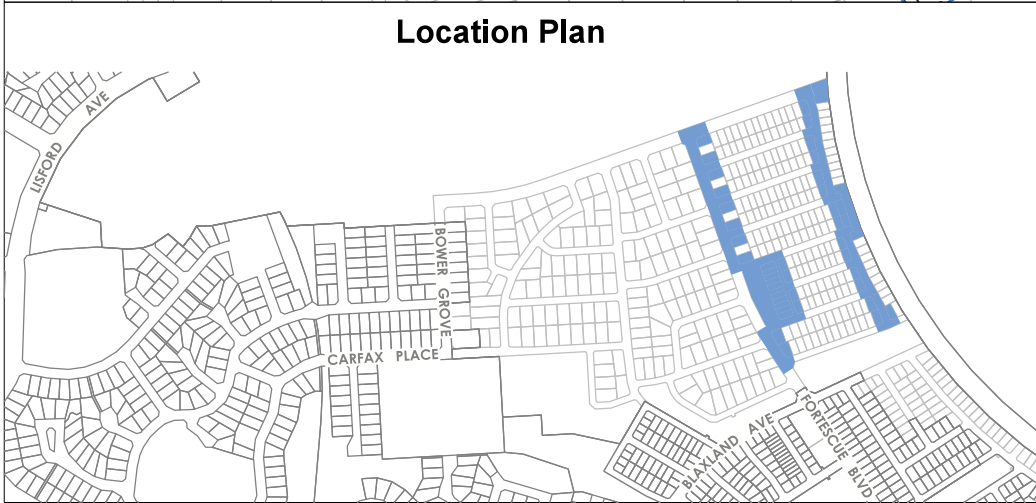 Location Plan
LISFORD AVE
BOWER GROVE
CARFAX PLACE
BLAXLAND AVE
FORTESCUE BLVD